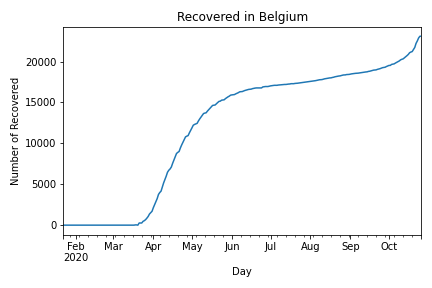 Recovered in Belgium
Number of Recovered
20000
15000
10000
5000
0
Feb Mar Apr May Jun Jul Aug Sep Oct
2020
Day